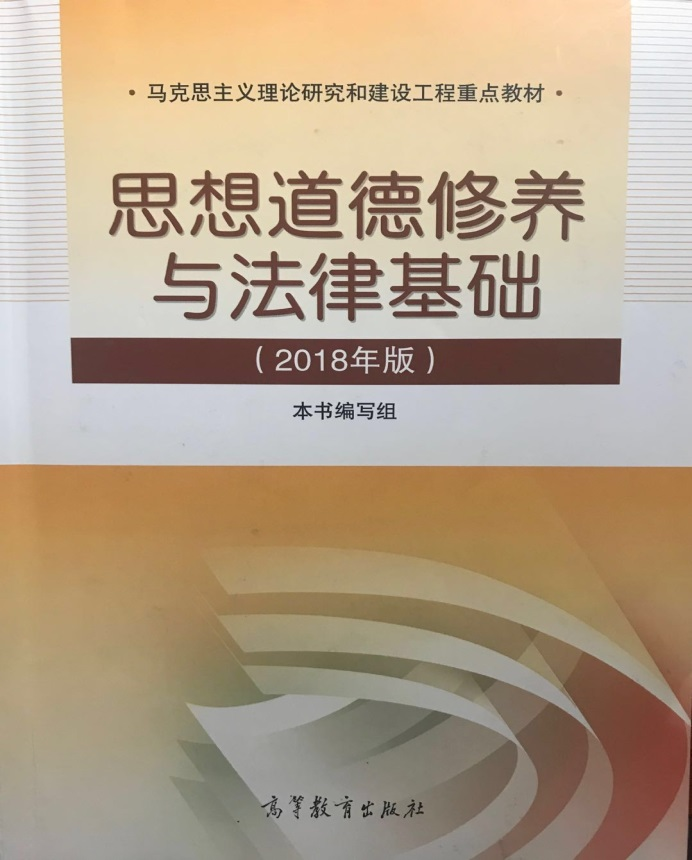 ·马克思主义理论研究和建设工程重点教材·
思想道德修养
与法律基础
(2018年版)
本书编写组
高等教育出版社